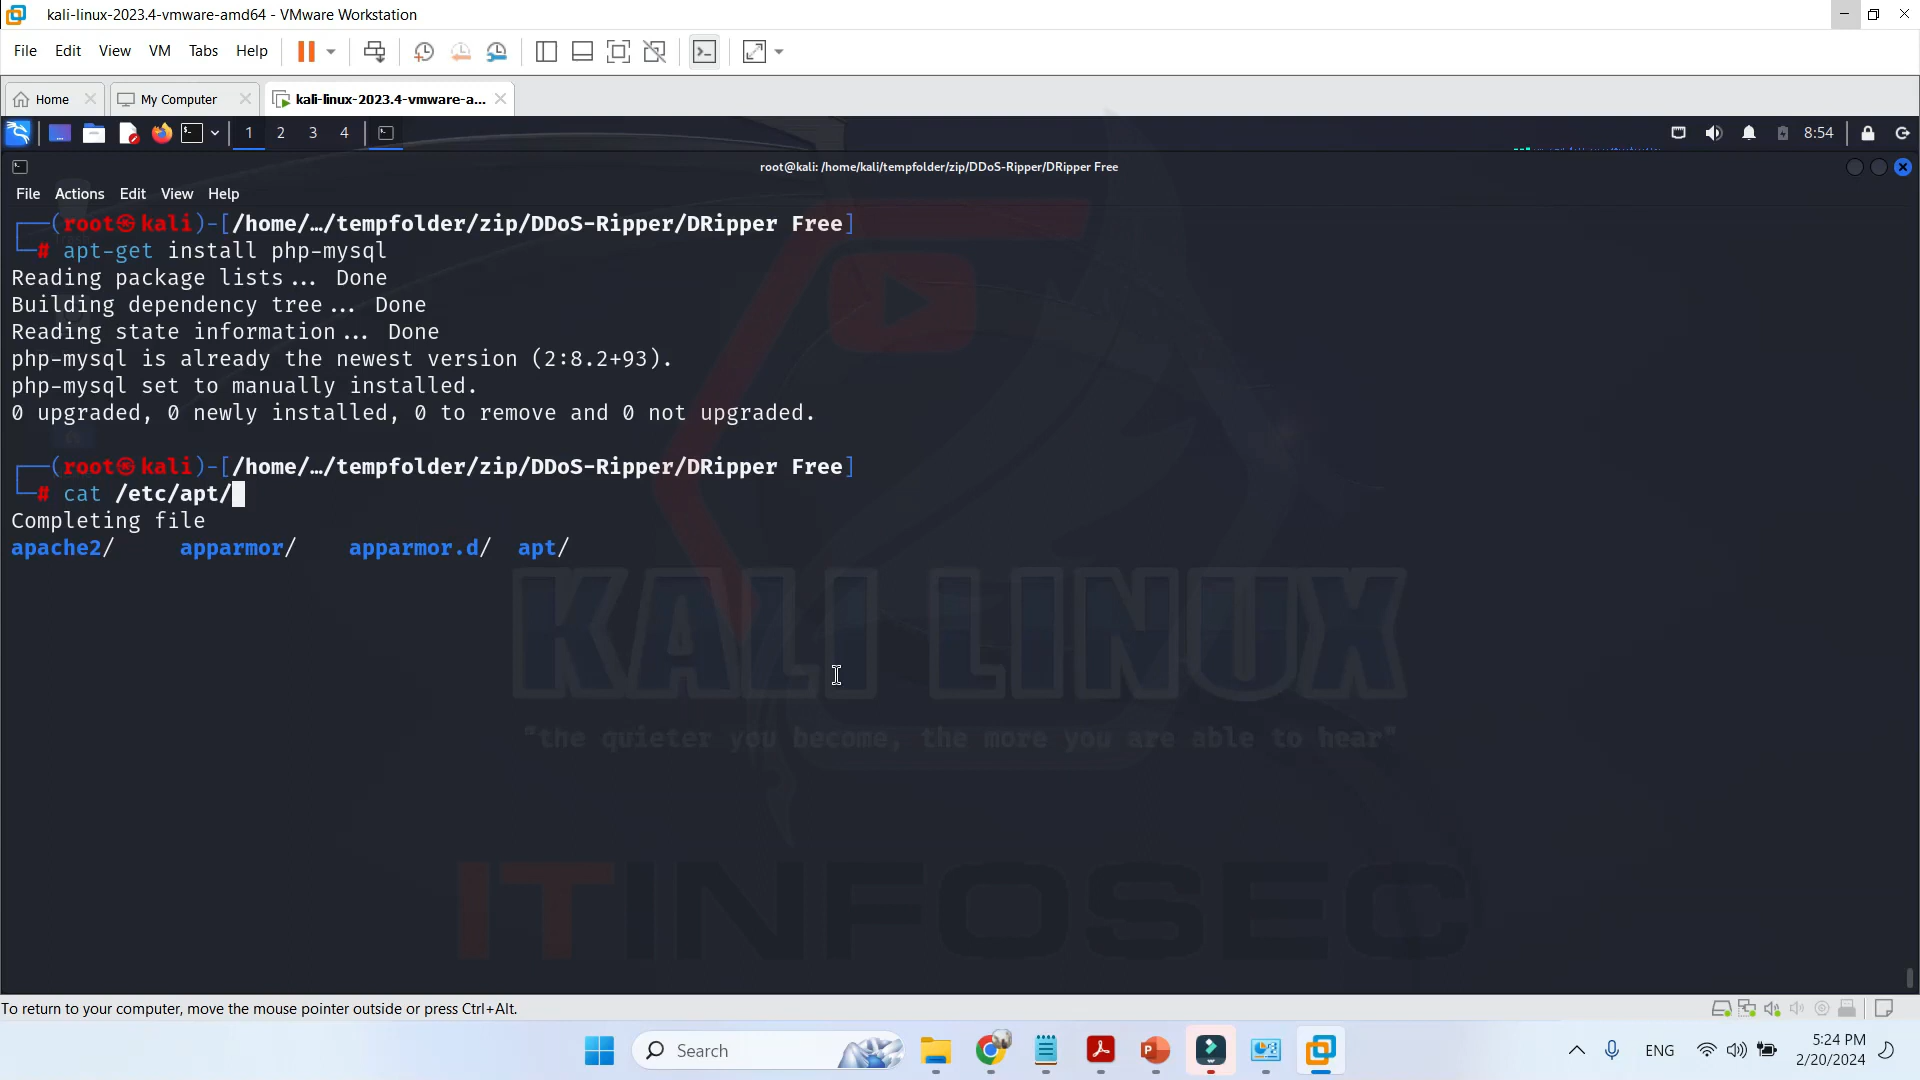 kali-linux-2023.4-vmware-amd64 - VMware Workstation
File Edit View VM Tabs Help
Home My Computer kali-linux-2023.4-vmware-a...
1 2 3 4 8:54
root@kali: /home/kali/tempfolder/zip/DDoS-Ripper/DRipper Free
File Actions Edit View Help
┌──(root㉿kali)-[/home/…/tempfolder/zip/DDoS-Ripper/DRipper Free]
└─# apt-get install php-mysql
Reading package lists... Done
Building dependency tree... Done
Reading state information... Done
php-mysql is already the newest version (2:8.2+93).
php-mysql set to manually installed.
0 upgraded, 0 newly installed, 0 to remove and 0 not upgraded.
┌──(root㉿kali)-[/home/…/tempfolder/zip/DDoS-Ripper/DRipper Free]
└─# cat /etc/apt/
Completing file
apache2/ apparmor/ apparmor.d/ apt/
KALI LINUX
"the quieter you become, the more you are able to hear"
ITINFOSEC
To return to your computer, move the mouse pointer outside or press Ctrl+Alt.
Search
ENG
5:24 PM
2/20/2024